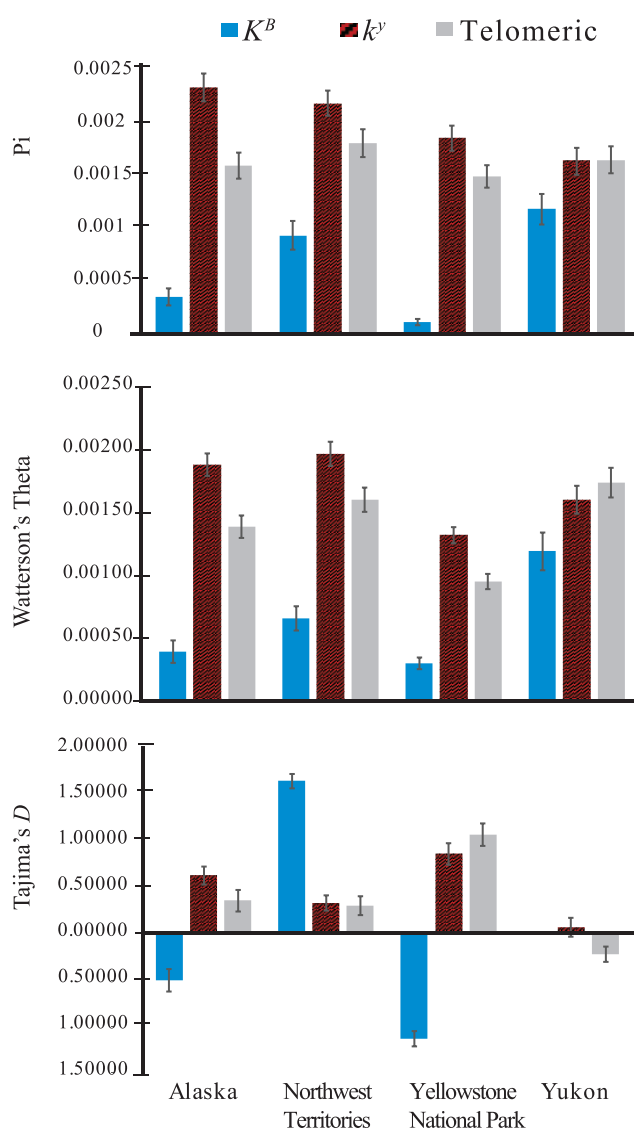 K^B k^y Telomeric
Pi
0.0025
0.002
0.0015
0.001
0.0005
0
Watterson's Theta
0.00250
0.00200
0.00150
0.00100
0.00050
0.00000
Tajima's D
2.00000
1.50000
1.00000
0.50000
0.00000
0.50000
1.00000
1.50000
Alaska
Northwest
Territories
Yellowstone
National Park
Yukon